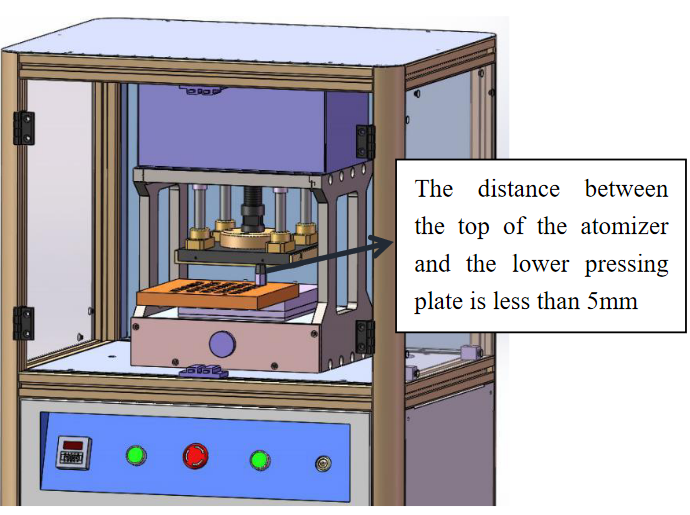 The distance between
the top of the atomizer
and the lower pressing
plate is less than 5mm